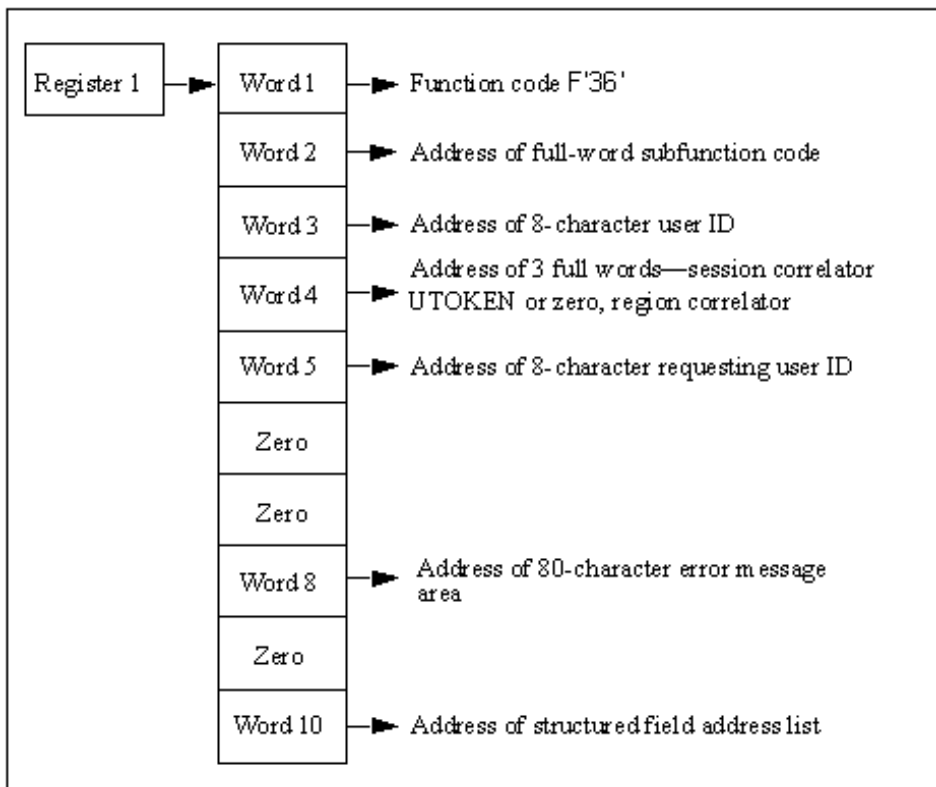 Register 1
Word 1
Function code F'36'
Word 2
Address of full-word subfunction code
Word 3
Address of 8-character user ID
Word 4
Address of 3 full words—session correlator
UTOKEN or zero, region correlator
Word 5
Address of 8-character requesting user ID
Zero
Zero
Word 8
Address of 80-character error message
area
Zero
Word 10
Address of structured field address list